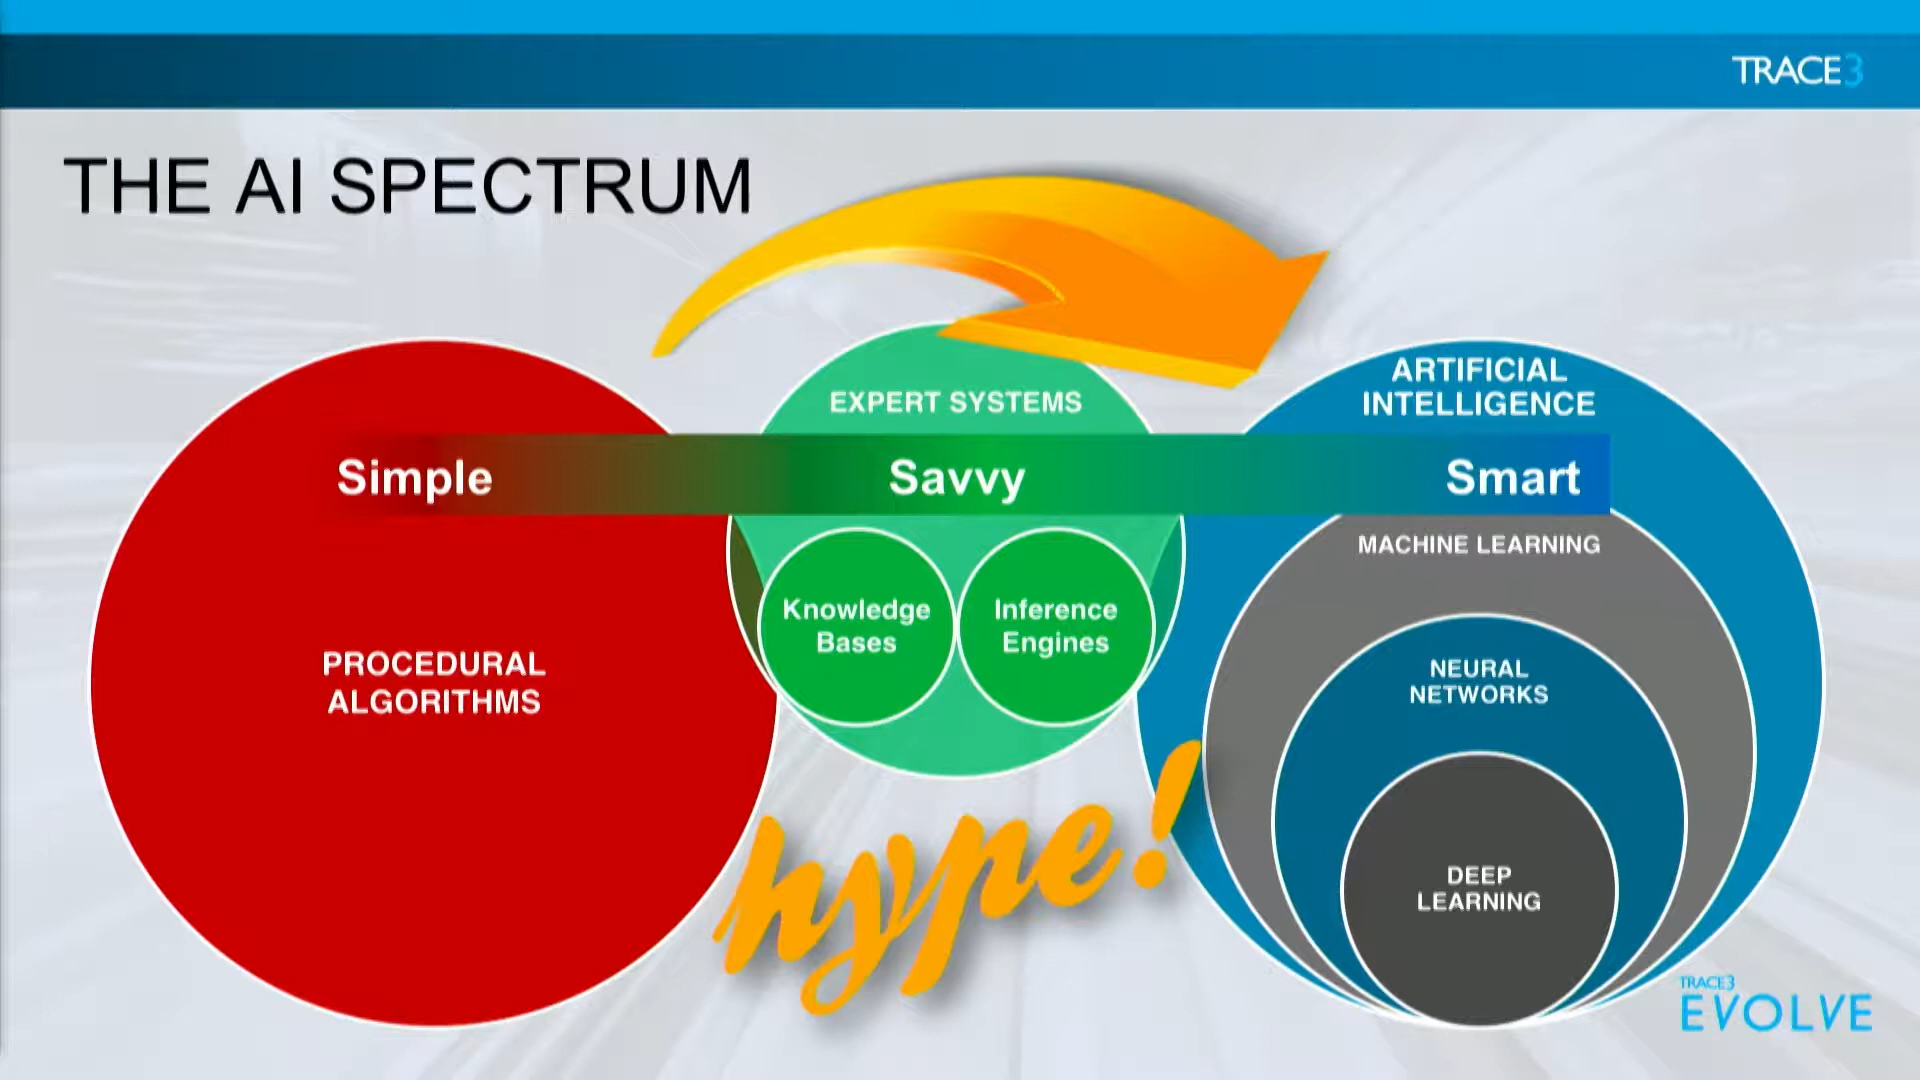 TRACE3
THE AI SPECTRUM
EXPERT SYSTEMS
ARTIFICIAL
INTELLIGENCE
Simple
Savvy
Smart
MACHINE LEARNING
Knowledge
Bases
Inference
Engines
PROCEDURAL
ALGORITHMS
NEURAL
NETWORKS
hype!
DEEP
LEARNING
TRACE3
EVOLVE